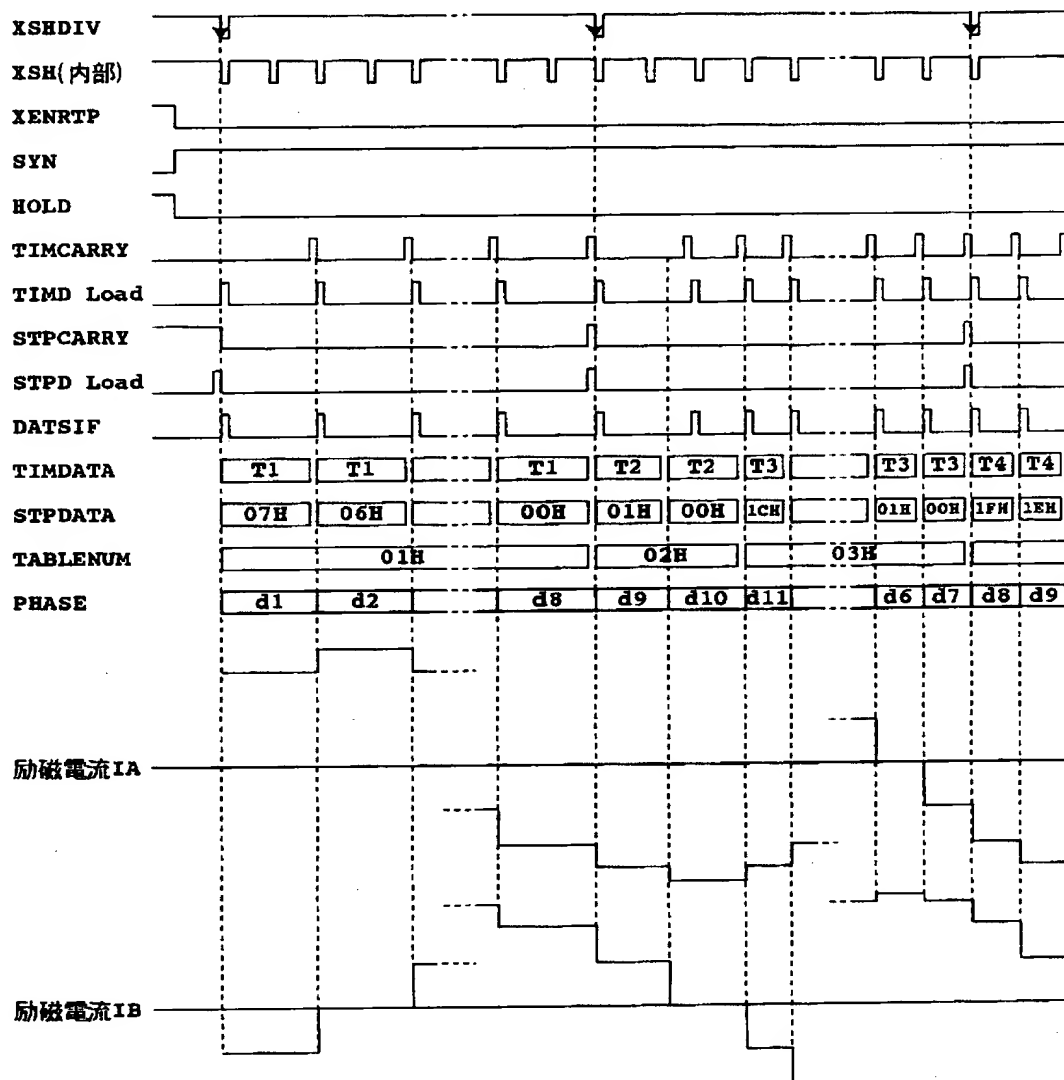 XSHDIV
XSH(内部)
XENRTP
SYN
HOLD
TIMCARRY
TIMD Load
STPCARRY
STPD Load
DATSIF
TIMDATA T1 T1 T1 T2 T2 T3 T3 T3 T4 T4
STPDATA 07H 06H 00H 01H 00H 1CH 01H 00H 1FH 1EH
TABLENUM 01H 02H 03H
PHASE d1 d2 d8 d9 d10 d11 d6 d7 d8 d9
励磁電流IA
励磁電流IB